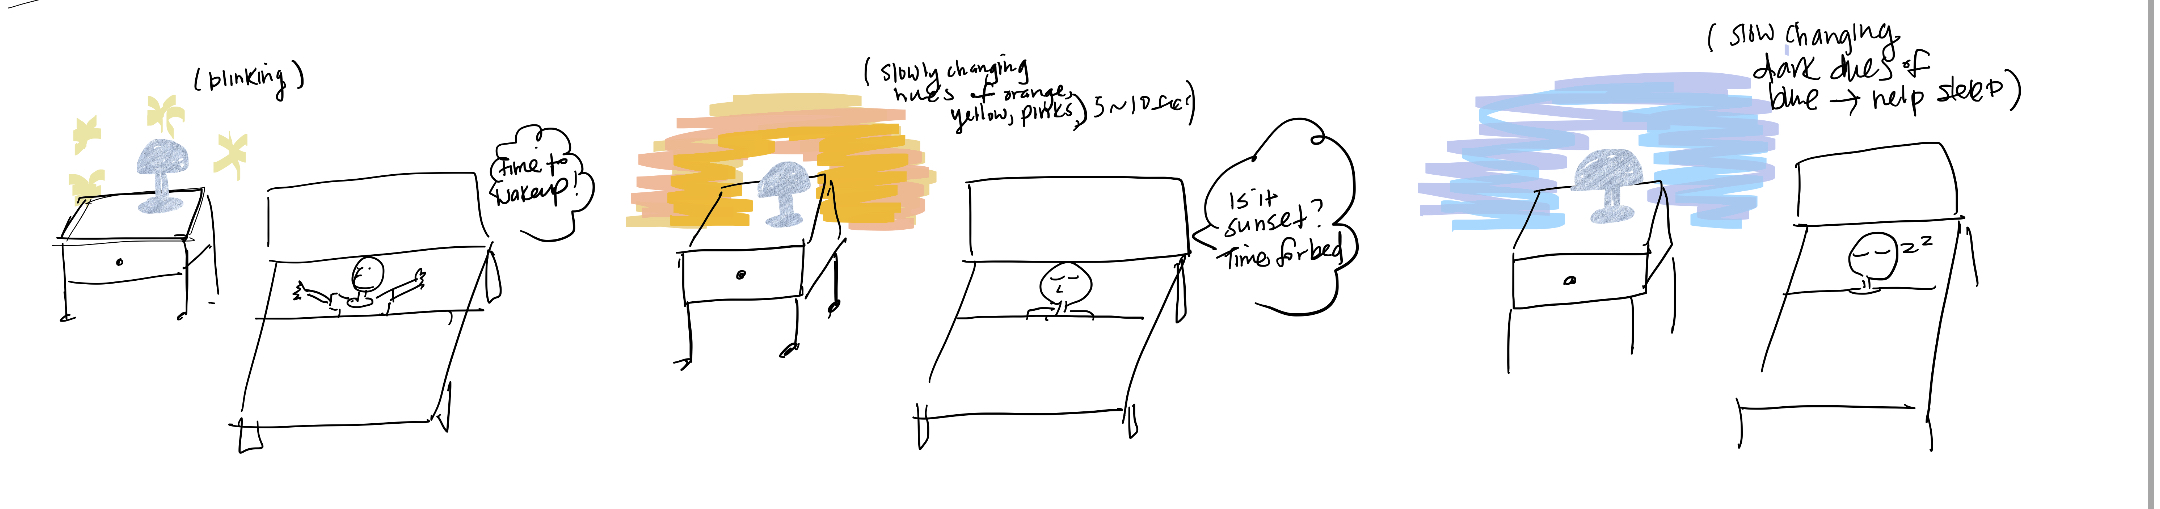 (blinking)
Time to
wakeup!
(slowly changing
hues of orange,
yellow, pinks,) 5~10 sec)
Is it
sunset?
Time for bed
(slow changing
dark dues of
blue → help sleep)
zz